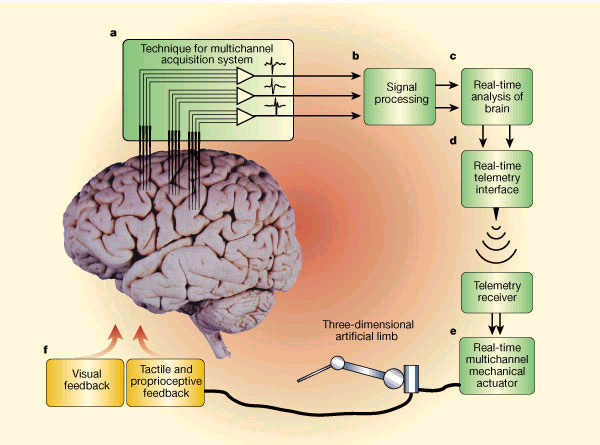 a
Technique for multichannel
acquisition system
b
Signal
processing
c
Real-time
analysis of
brain
d
Real-time
telemetry
interface
Telemetry
receiver
e
Real-time
multichannel
mechanical
actuator
Three-dimensional
artificial limb
f
Visual
feedback
Tactile and
proprioceptive
feedback